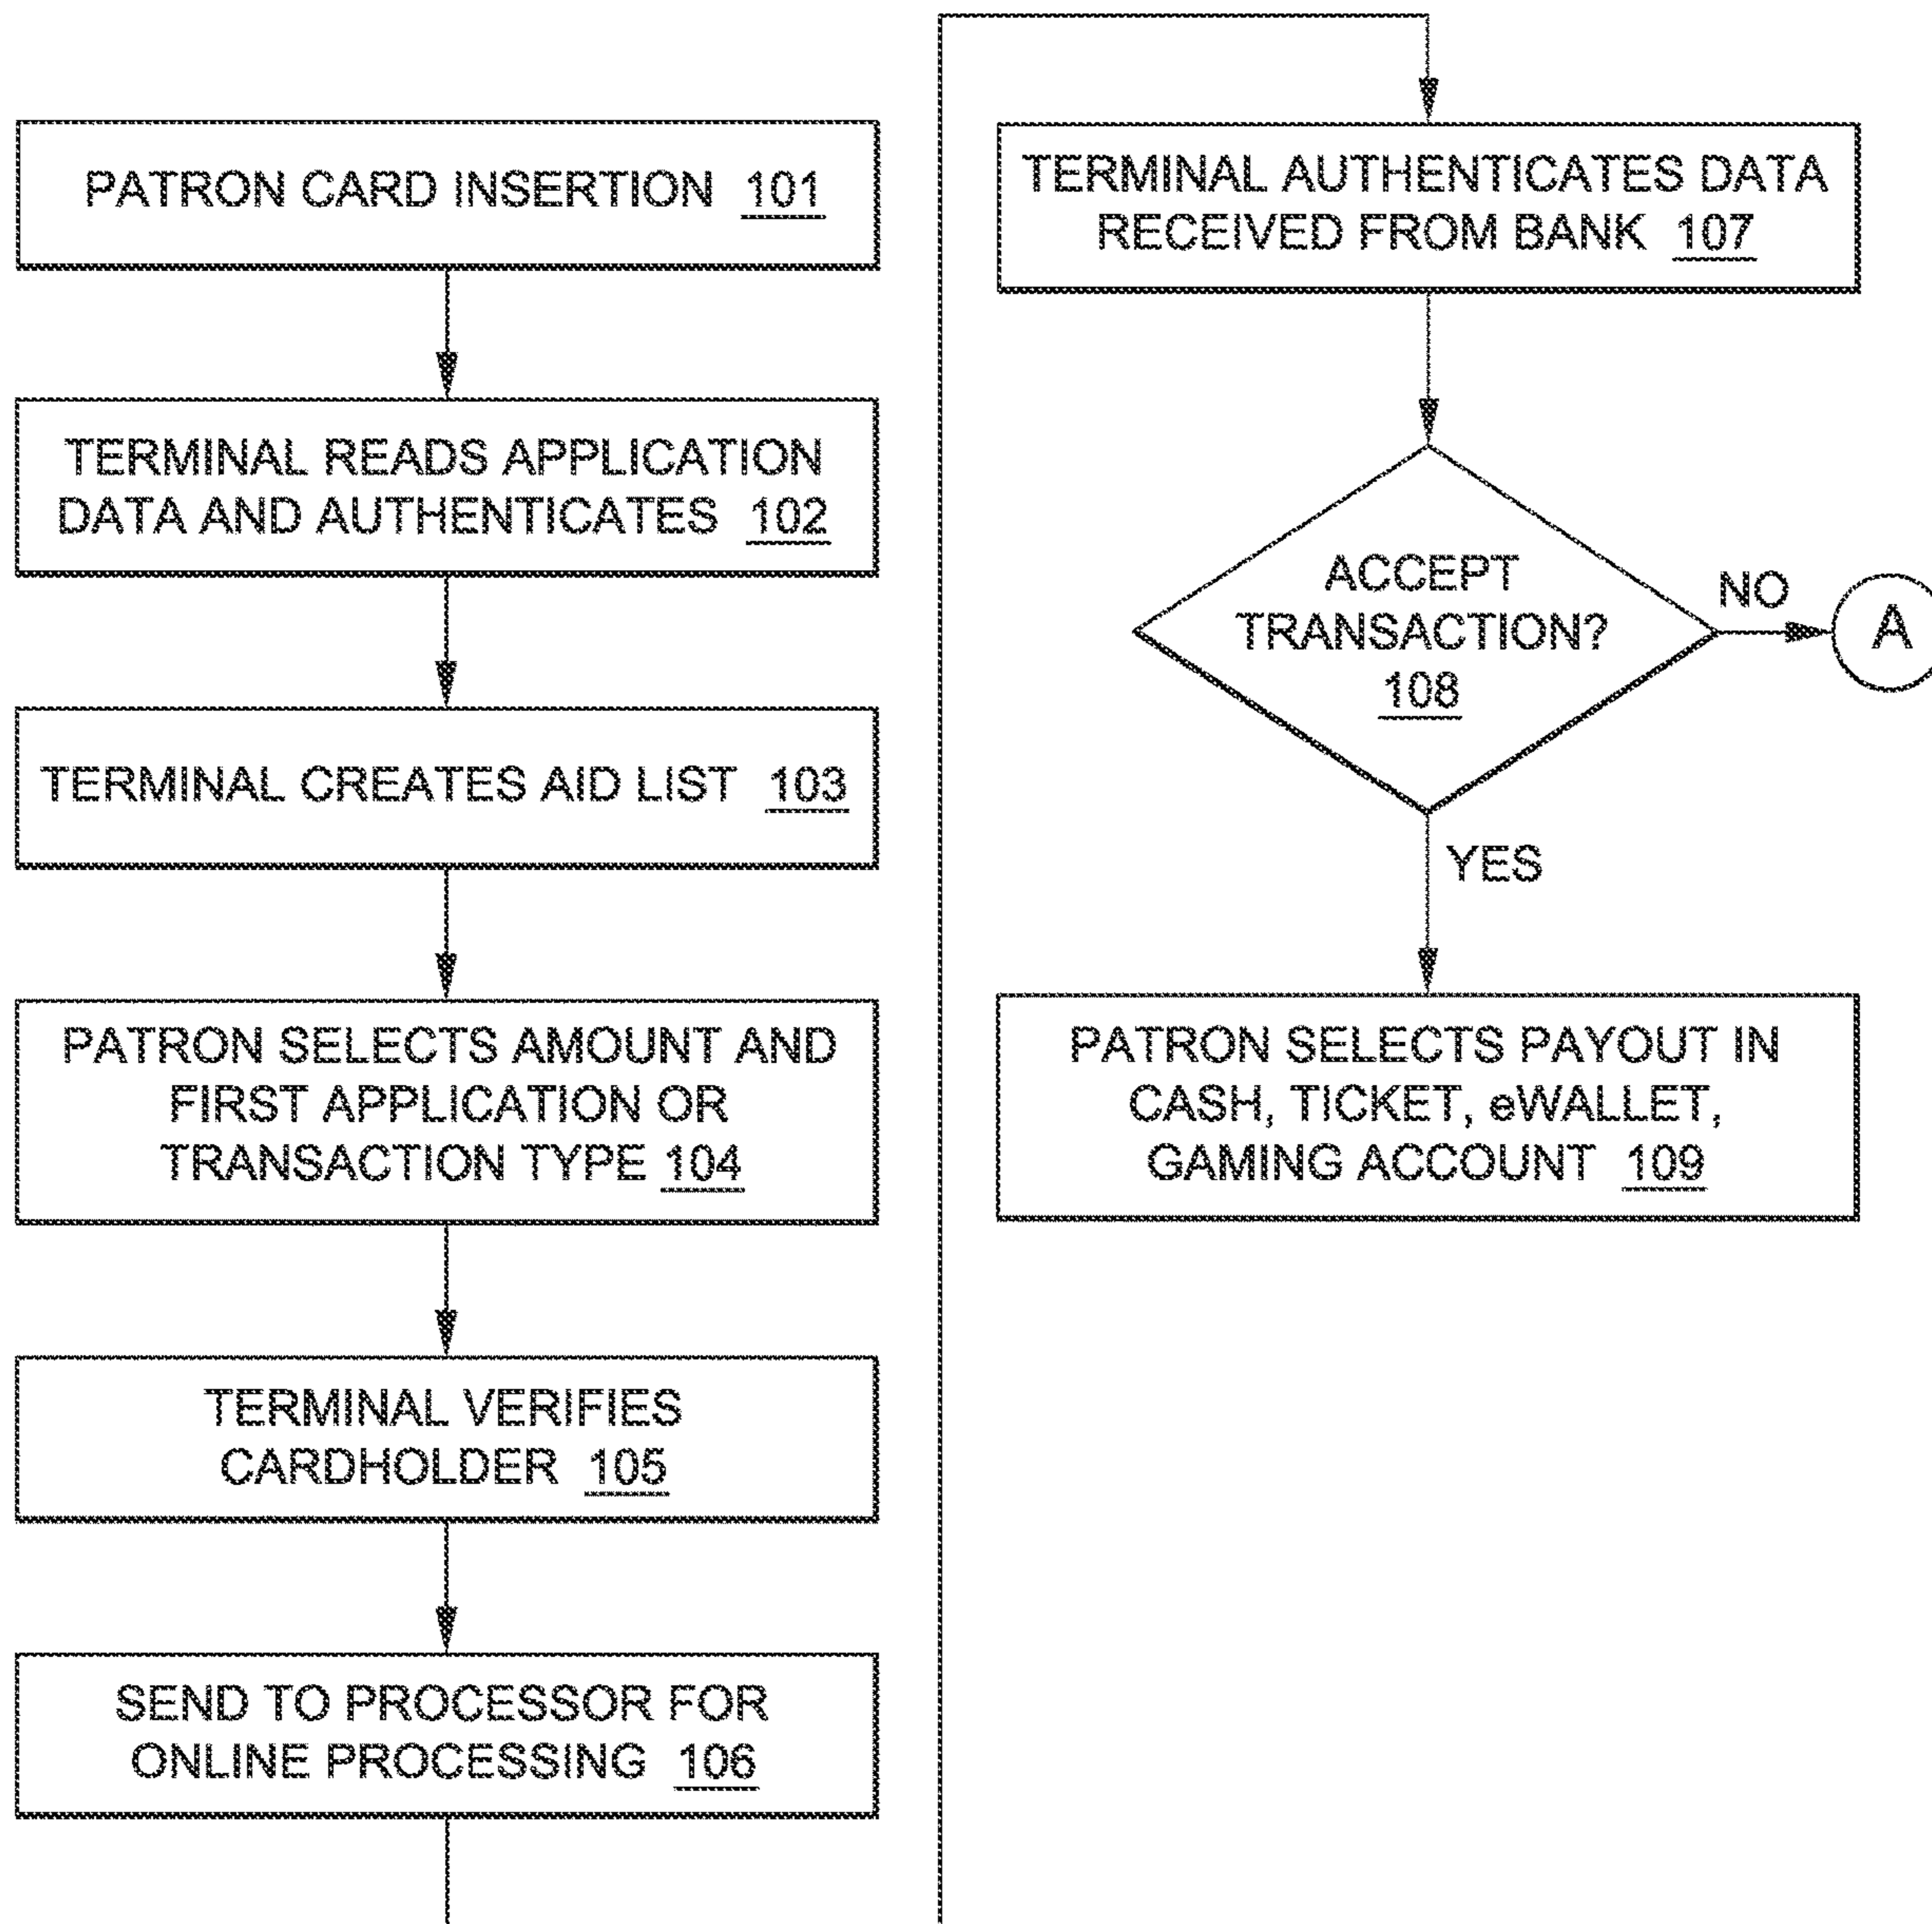 PATRON CARD INSERTION 101
TERMINAL READS APPLICATION
DATA AND AUTHENTICATES 102
TERMINAL CREATES AID LIST 103
PATRON SELECTS AMOUNT AND
FIRST APPLICATION OR
TRANSACTION TYPE 104
TERMINAL VERIFIES
CARDHOLDER 105
SEND TO PROCESSOR FOR
ONLINE PROCESSING 106
TERMINAL AUTHENTICATES DATA
RECEIVED FROM BANK 107
ACCEPT
TRANSACTION?
108
NO
A
YES
PATRON SELECTS PAYOUT IN
CASH, TICKET, eWALLET,
GAMING ACCOUNT 109